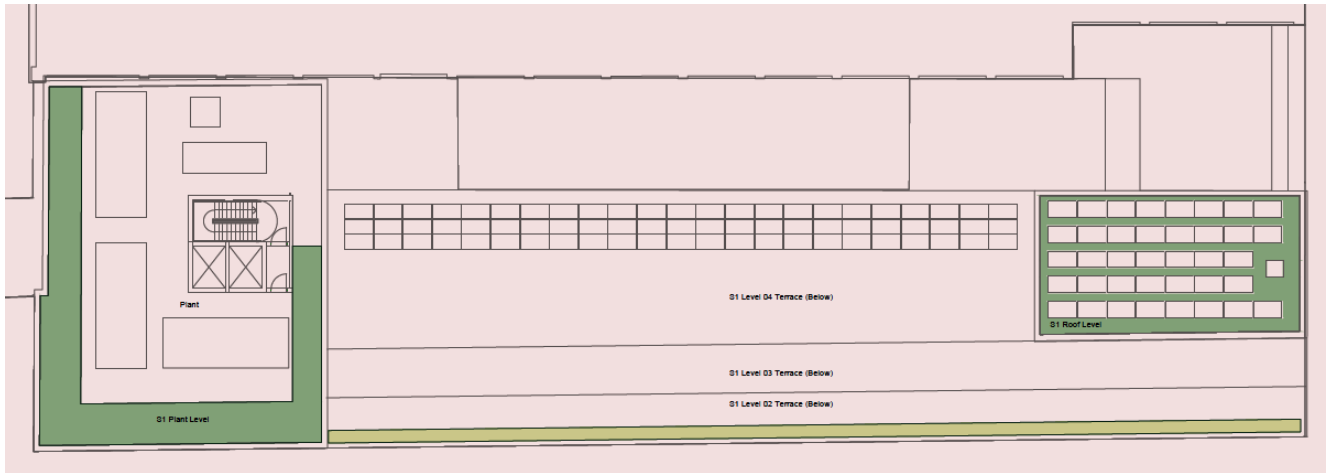 Plant
S1 Level 04 Terrace (Below)
S1 Roof Level
S1 Level 03 Terrace (Below)
S1 Level 02 Terrace (Below)
S1 Plant Level